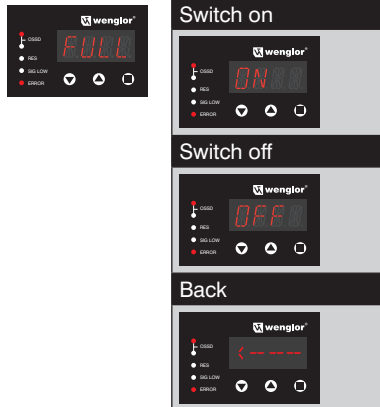 wenglor®
FULL
OSSD
RES
SIG LOW
ERROR
Switch on
wenglor®
ON
OSSD
RES
SIG LOW
ERROR
Switch off
wenglor®
OFF
OSSD
RES
SIG LOW
ERROR
Back
wenglor®
<----
OSSD
RES
SIG LOW
ERROR